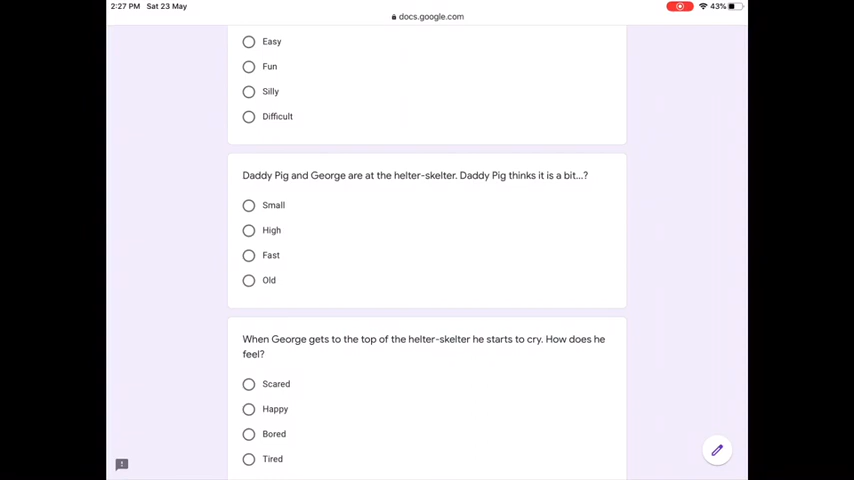 2:27 PM Sat 23 May
43%
docs.google.com
Easy
Fun
Silly
Difficult
Daddy Pig and George are at the helter-skelter. Daddy Pig thinks it is a bit...?
Small
High
Fast
Old
When George gets to the top of the helter-skelter he starts to cry. How does he
feel?
Scared
Happy
Bored
Tired